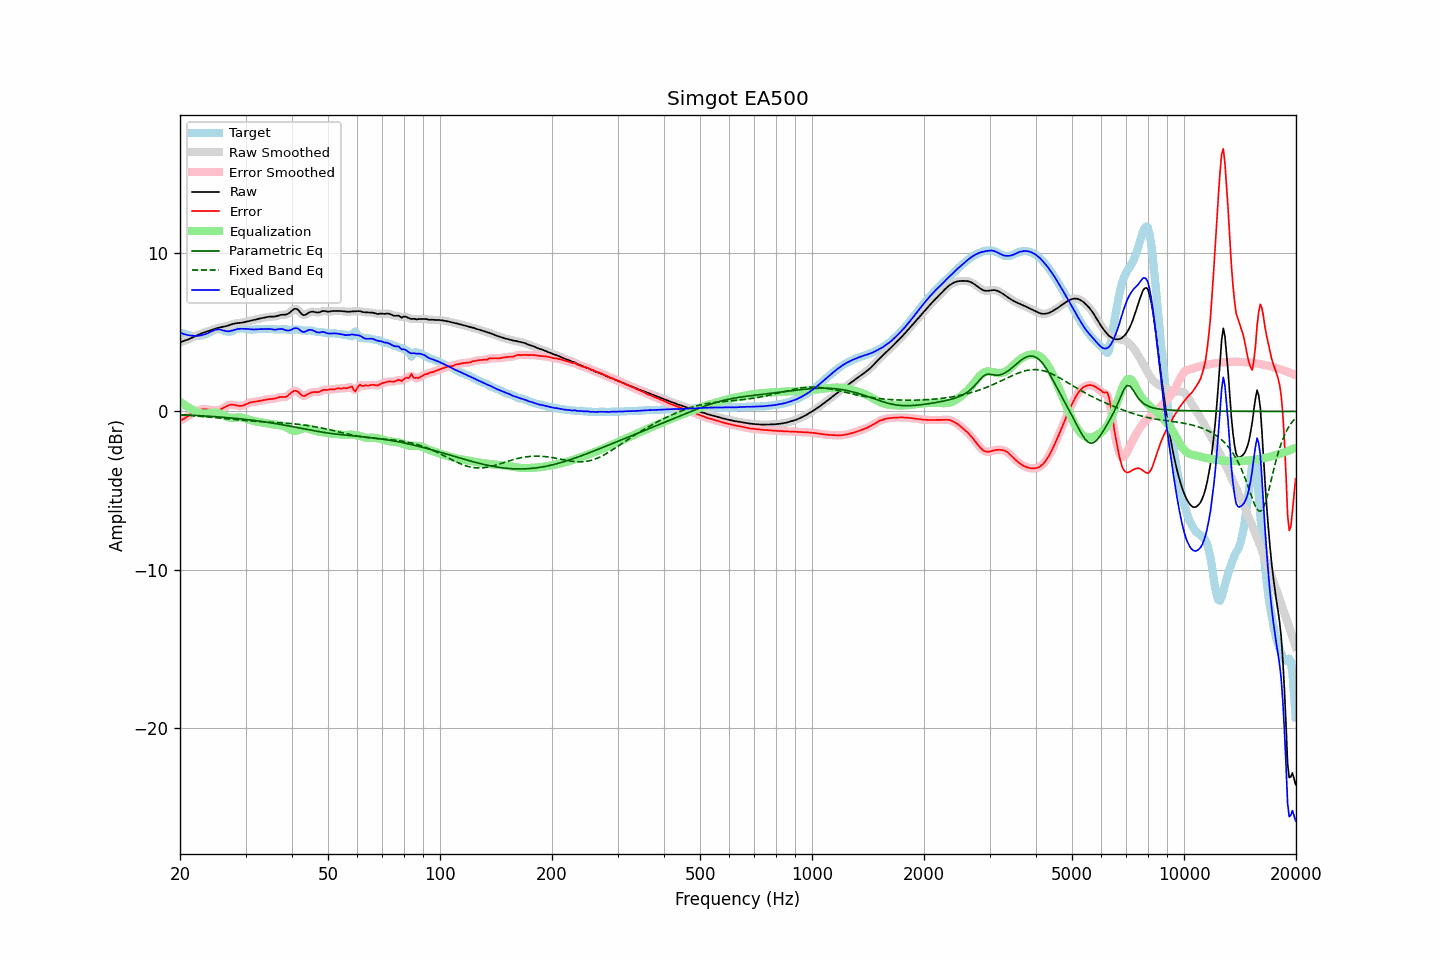 Simgot EA500
Target
Raw Smoothed
Error Smoothed
Raw
Error
Equalization
Parametric Eq
Fixed Band Eq
Equalized
10
0
−10
−20
Amplitude (dBr)
20
50
100
200
500
1000
2000
5000
10000
20000
Frequency (Hz)